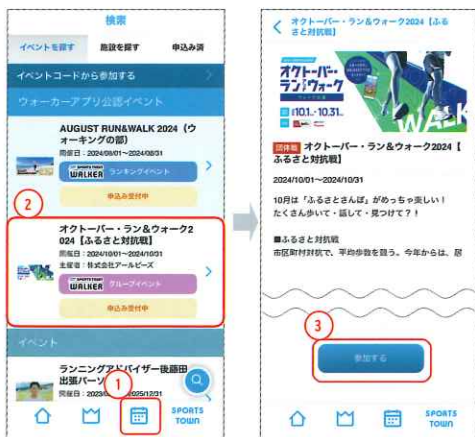 検索
イベントを探す
施設を探す
申込み済
イベントコードから参加する
ウォーカーアプリ公認イベント
AUGUST RUN&WALK 2024（ウ
ォーキングの部）
開催日：2024/08/01〜2024/08/31
SPORTS TOWN
WALKER
ランキングイベント
申込み受付中
②
オクトーバー・ラン＆ウォーク2
024【ふるさと対抗戦】
開催日：2024/10/01〜2024/10/31
主催者：株式会社アールビーズ
SPORTS TOWN
WALKER
グループイベント
申込み受付中
イベント
ランニングアドバイザー後藤田
出張パーソ
①
SPORTS
TOWN
オクトーバー・ラン＆ウォーク2024【ふる
さと対抗戦】
オクトーバー・
ラン&ウォーク
10.1-10.31
WALK
団体戦 オクトーバー・ラン＆ウォーク2024【
ふるさと対抗戦】
2024/10/01〜2024/10/31
10月は「ふるさとさんぽ」がめっちゃ楽しい！
たくさん歩いて・話して・見つけて？！
■ふるさと対抗戦
市区町村対抗で、平均歩数を競う。今年からは、居
③
参加する
SPORTS
TOWN